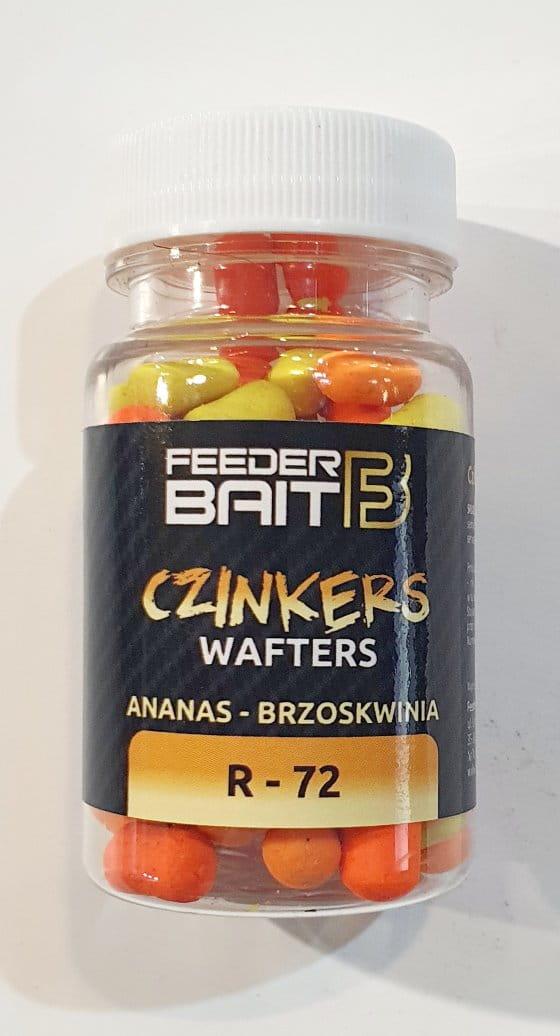 FEEDER
BAIT
CZINKERS
WAFTERS
ANANAS - BRZOSKWINIA
R - 72